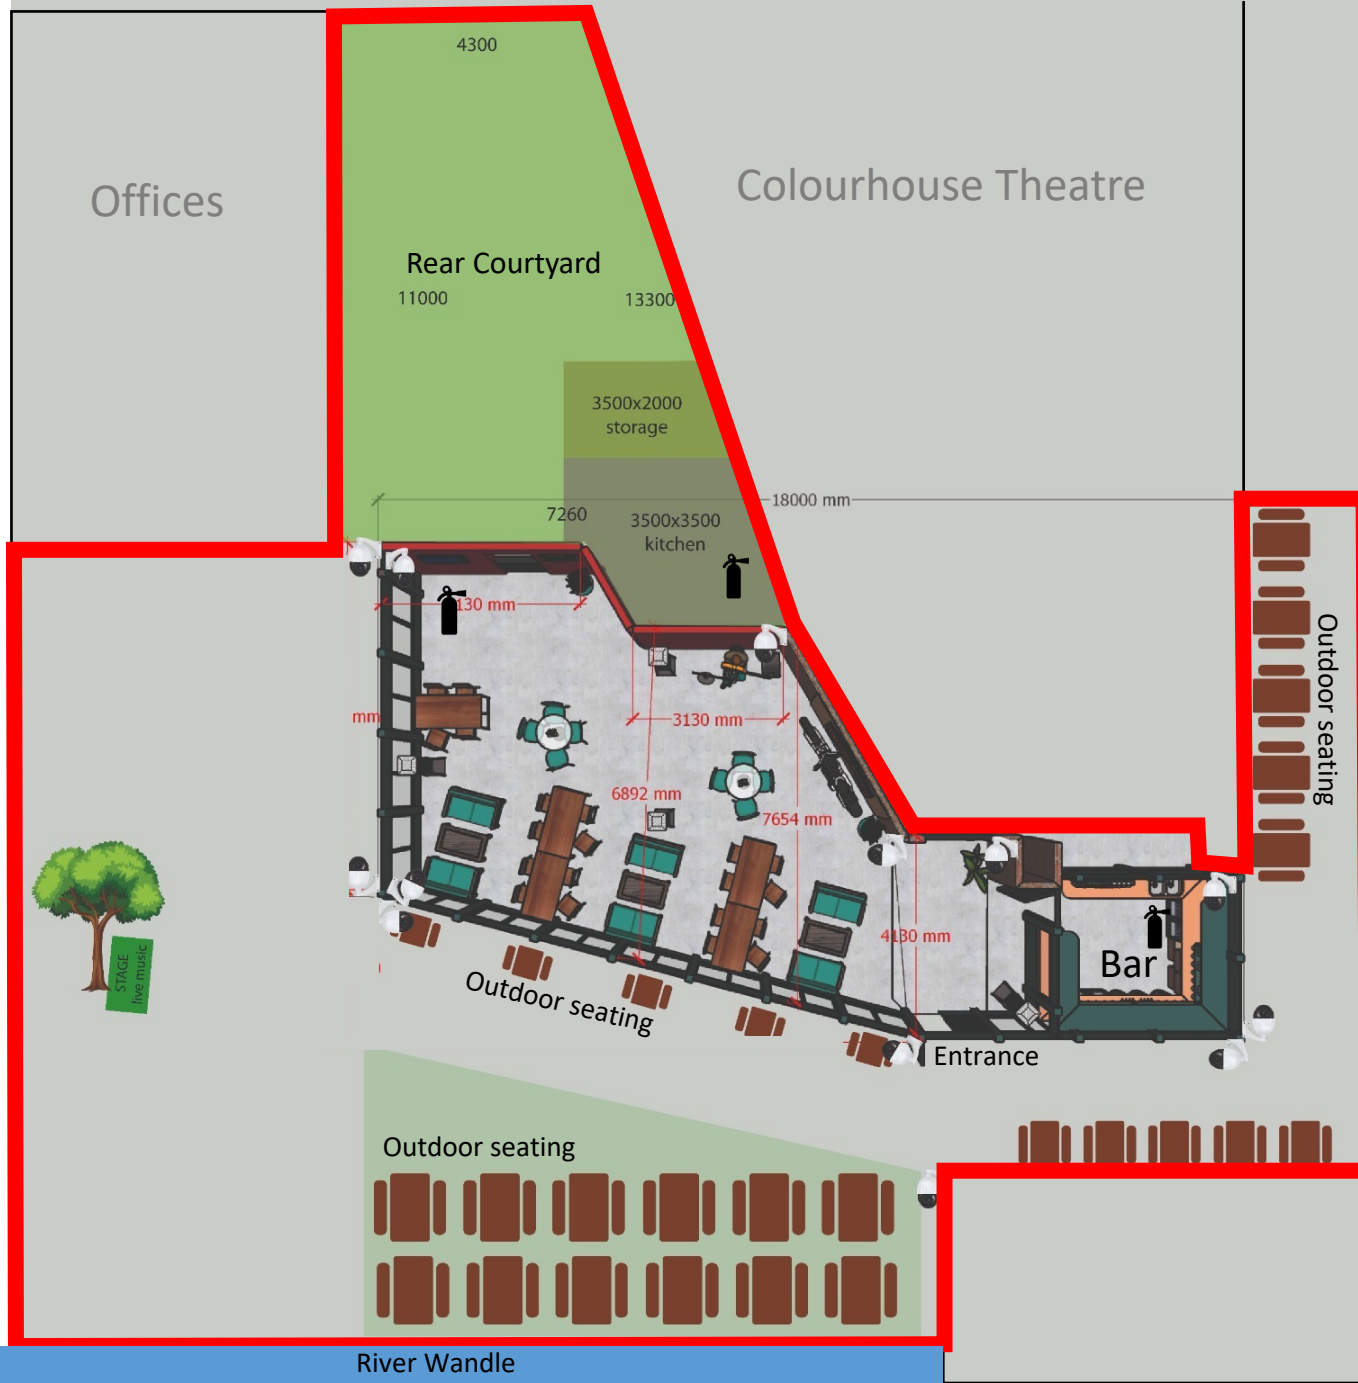 4300
Offices
Colourhouse Theatre
Rear Courtyard
11000
13300
3500x2000
storage
18000 mm
7260
3500x3500
kitchen
130 mm
Outdoor seating
mm
3130 mm
6892 mm
7654 mm
4130 mm
Bar
STAGE
live music
Outdoor seating
Entrance
Outdoor seating
River Wandle